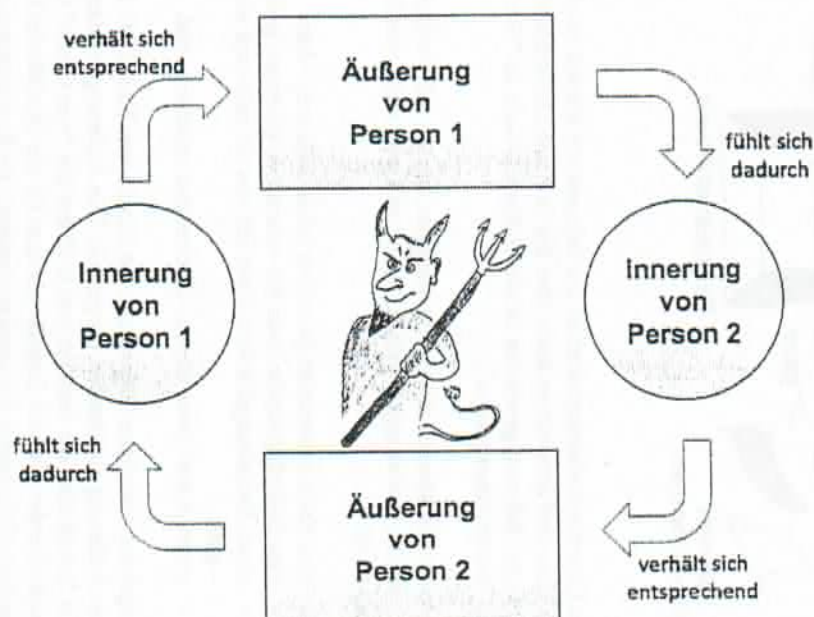 verhält sich
entsprechend
Äußerung
von
Person 1
fühlt sich
dadurch
Innerung
von
Person 1
innerung
von
Person 2
fühlt sich
dadurch
Äußerung
von
Person 2
verhält sich
entsprechend